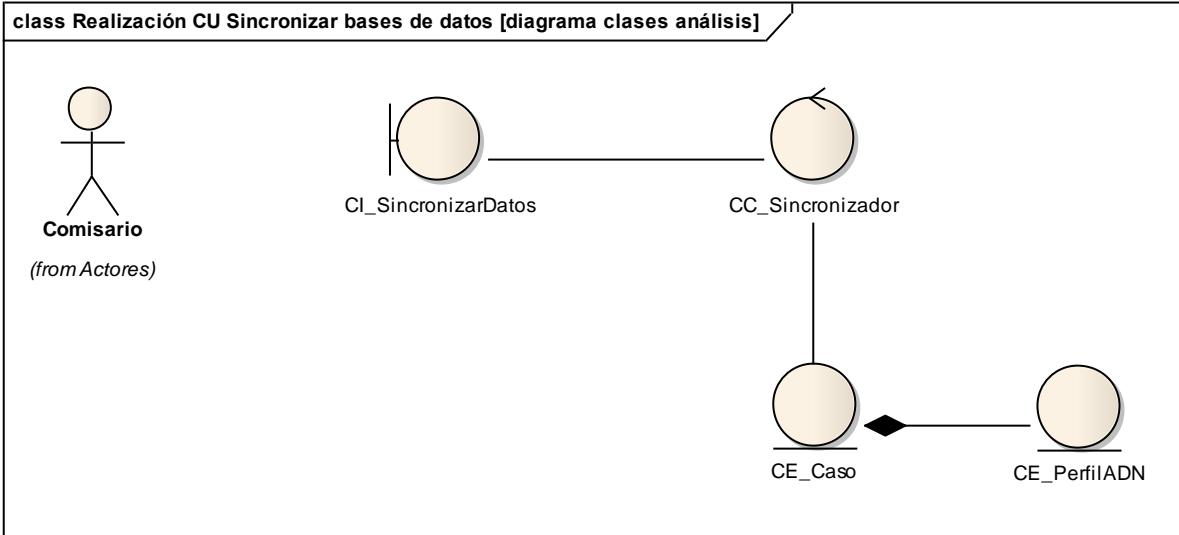 class Realización CU Sincronizar bases de datos [diagrama clases análisis]
CI_SincronizarDatos
CC_Sincronizador
Comisario
(from Actores)
CE_Caso
CE_PerfilADN